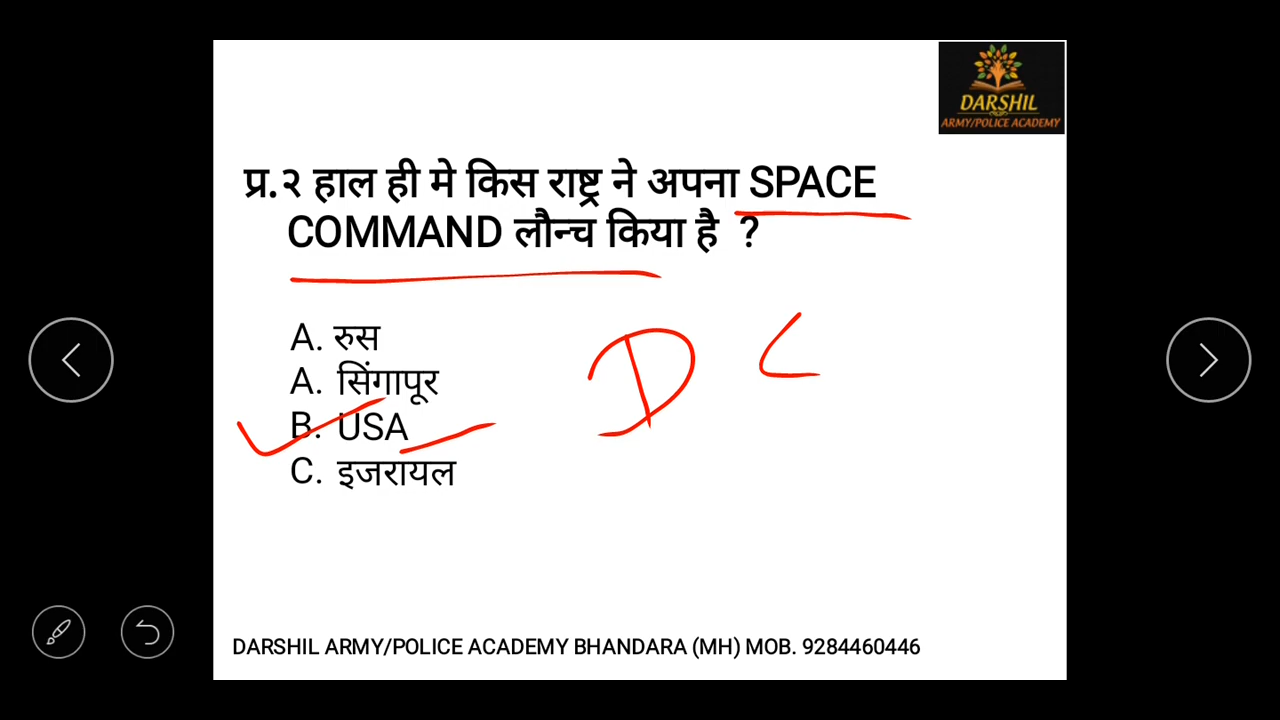 DARSHIL
ARMY/POLICE ACADEMY
प्र.२ हाल ही मे किस राष्ट्र ने अपना SPACE
COMMAND लौन्च किया है ?
A. रुस
A. सिंगापूर
B. USA
C. इजरायल
D
DARSHIL ARMY/POLICE ACADEMY BHANDARA (MH) MOB. 9284460446